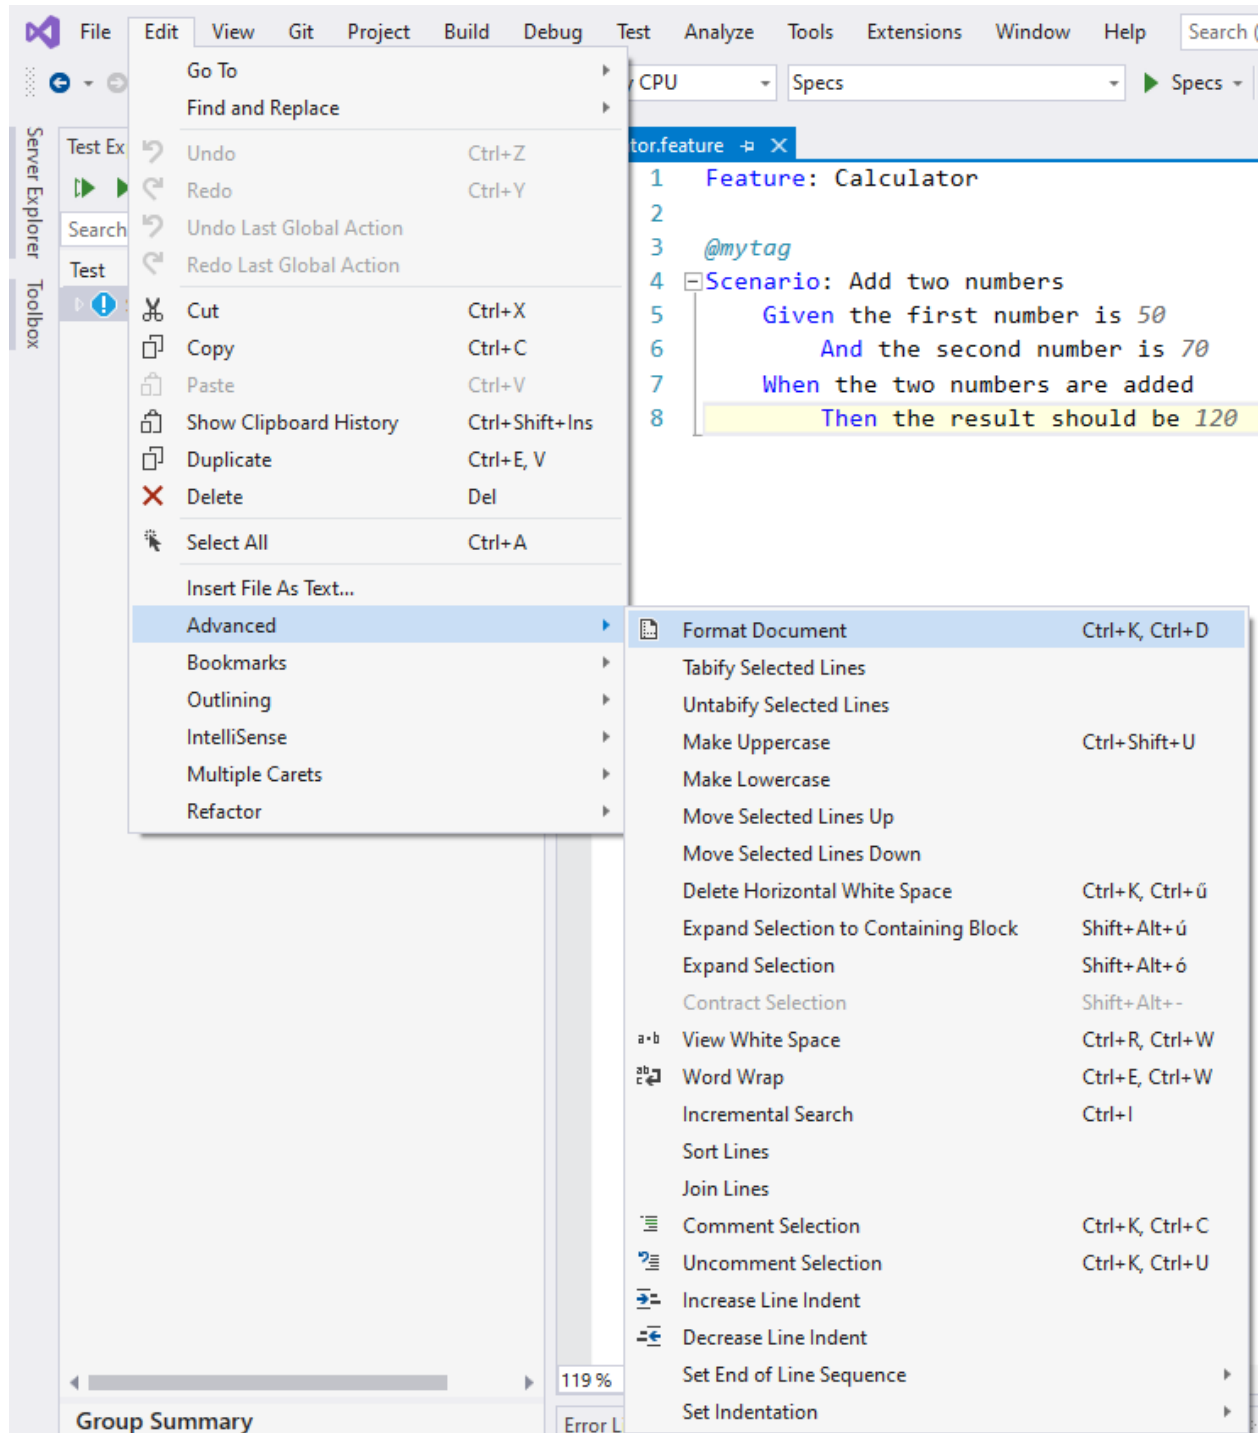 File Edit View Git Project Build Debug Test Analyze Tools Extensions Window Help Search (
CPU Specs Specs
Server Explorer
Toolbox
Test Ex
Search
Test
Go To
Find and Replace
Undo Ctrl+Z
Redo Ctrl+Y
Undo Last Global Action
Redo Last Global Action
Cut Ctrl+X
Copy Ctrl+C
Paste Ctrl+V
Show Clipboard History Ctrl+Shift+Ins
Duplicate Ctrl+E, V
Delete Del
Select All Ctrl+A
Insert File As Text...
Advanced
Bookmarks
Outlining
IntelliSense
Multiple Carets
Refactor
tor.feature
1 Feature: Calculator
2
3 @mytag
4 Scenario: Add two numbers
5 Given the first number is 50
6 And the second number is 70
7 When the two numbers are added
8 Then the result should be 120
Format Document Ctrl+K, Ctrl+D
Tabify Selected Lines
Untabify Selected Lines
Make Uppercase Ctrl+Shift+U
Make Lowercase
Move Selected Lines Up
Move Selected Lines Down
Delete Horizontal White Space Ctrl+K, Ctrl+ű
Expand Selection to Containing Block Shift+Alt+ú
Expand Selection Shift+Alt+ó
Contract Selection Shift+Alt+-
a•b View White Space Ctrl+R, Ctrl+W
Word Wrap Ctrl+E, Ctrl+W
Incremental Search Ctrl+I
Sort Lines
Join Lines
Comment Selection Ctrl+K, Ctrl+C
Uncomment Selection Ctrl+K, Ctrl+U
Increase Line Indent
Decrease Line Indent
Set End of Line Sequence
Set Indentation
119 %
Group Summary
Error Li